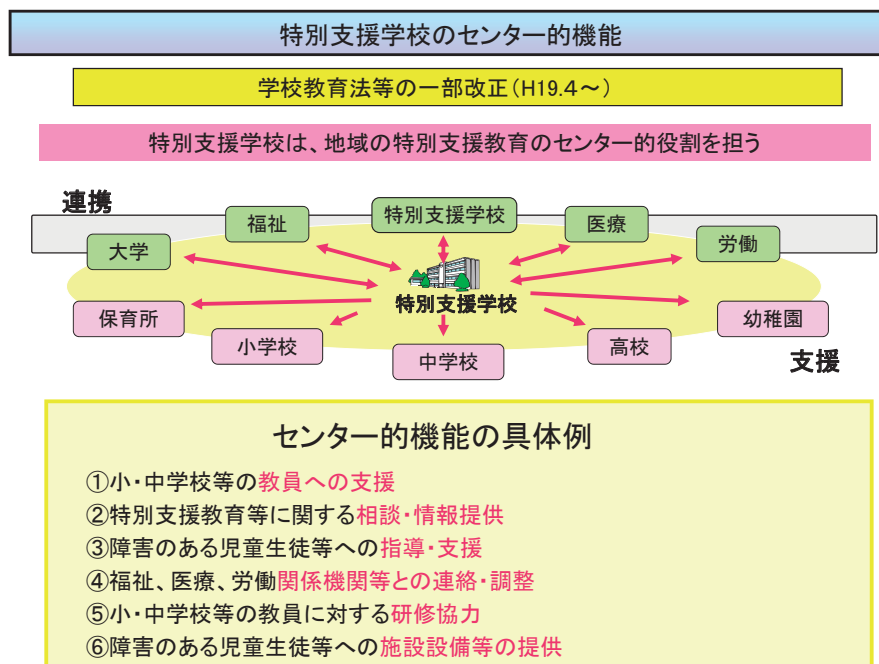 特別支援学校のセンター的機能
学校教育法等の一部改正(H19.4~)
特別支援学校は、地域の特別支援教育のセンター的役割を担う
連携
特別支援学校
福祉
医療
大学
労働
特別支援学校
保育所
幼稚園
小学校
中学校
高校
支援
センター的機能の具体例
①小・中学校等の教員への支援
②特別支援教育等に関する相談・情報提供
③障害のある児童生徒等への指導・支援
④福祉、医療、労働関係機関等との連絡・調整
⑤小・中学校等の教員に対する研修協力
⑥障害のある児童生徒等への施設設備等の提供